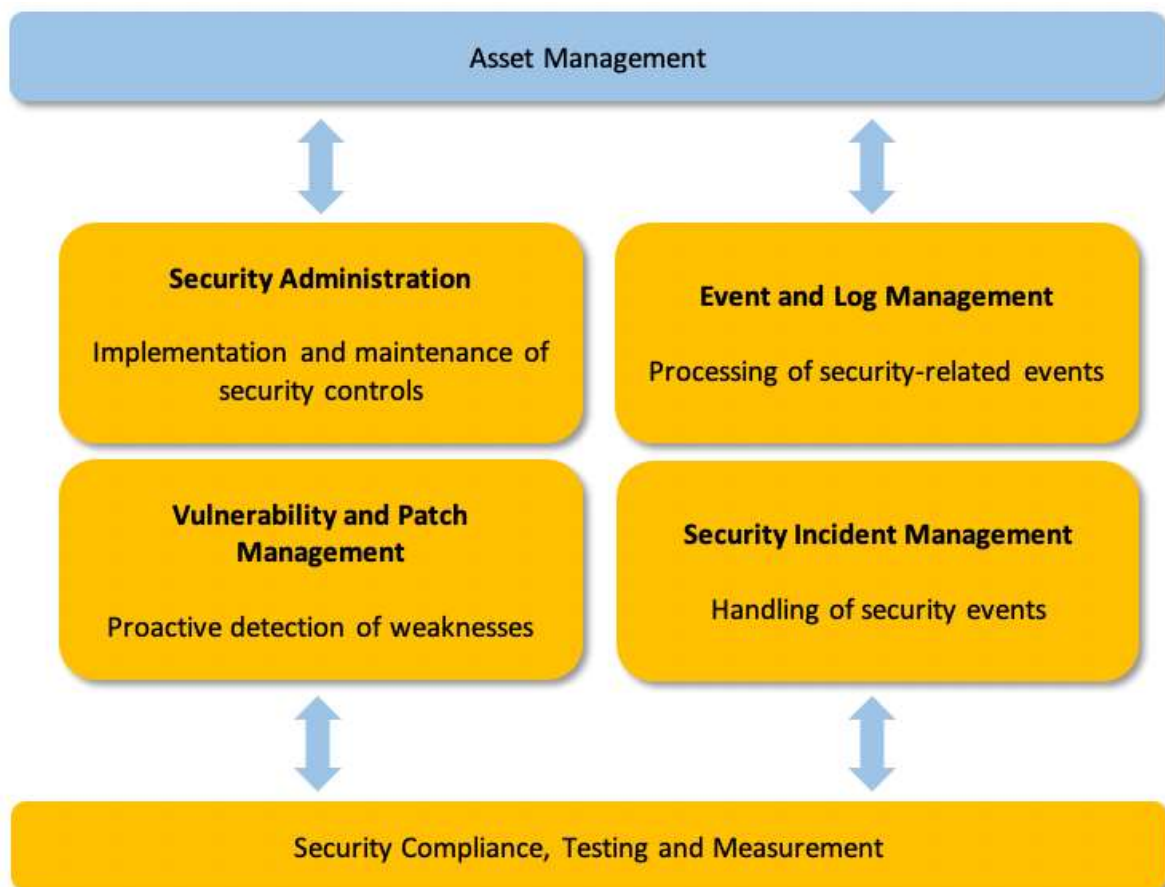 Asset Management
Security Administration
Implementation and maintenance of
security controls
Event and Log Management
Processing of security-related events
Vulnerability and Patch
Management
Proactive detection of weaknesses
Security Incident Management
Handling of security events
Security Compliance, Testing and Measurement